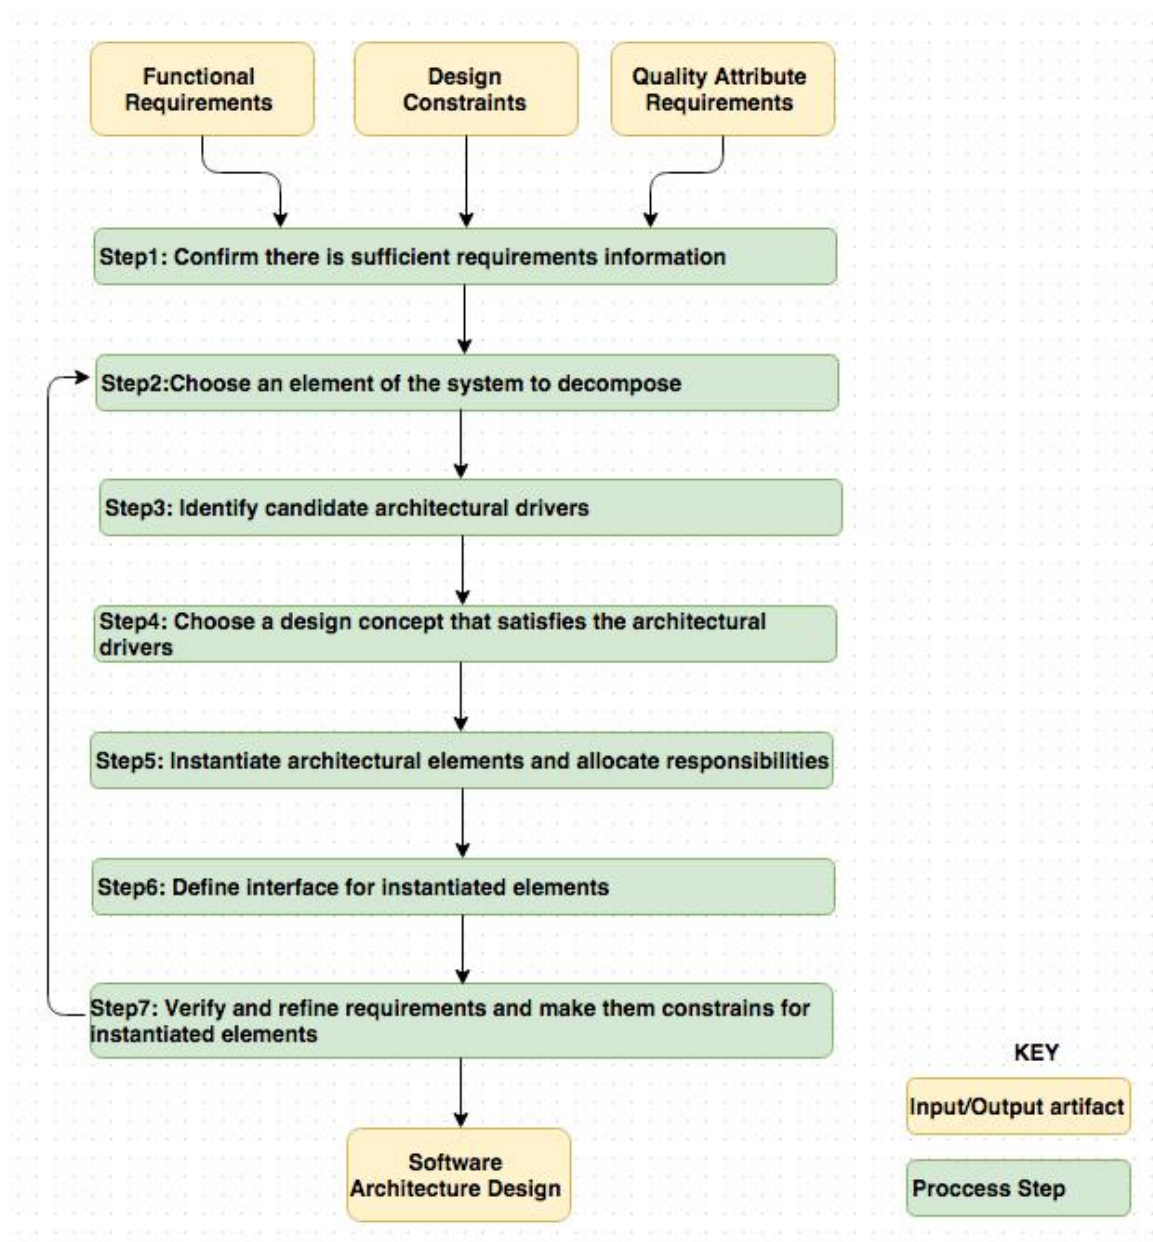 Functional
Requirements
Design
Constraints
Quality Attribute
Requirements
Step1: Confirm there is sufficient requirements information
Step2:Choose an element of the system to decompose
Step3: Identify candidate architectural drivers
Step4: Choose a design concept that satisfies the architectural
drivers
Step5: Instantiate architectural elements and allocate responsibilities
Step6: Define interface for instantiated elements
Step7: Verify and refine requirements and make them constrains for
instantiated elements
Software
Architecture Design
KEY
Input/Output artifact
Proccess Step